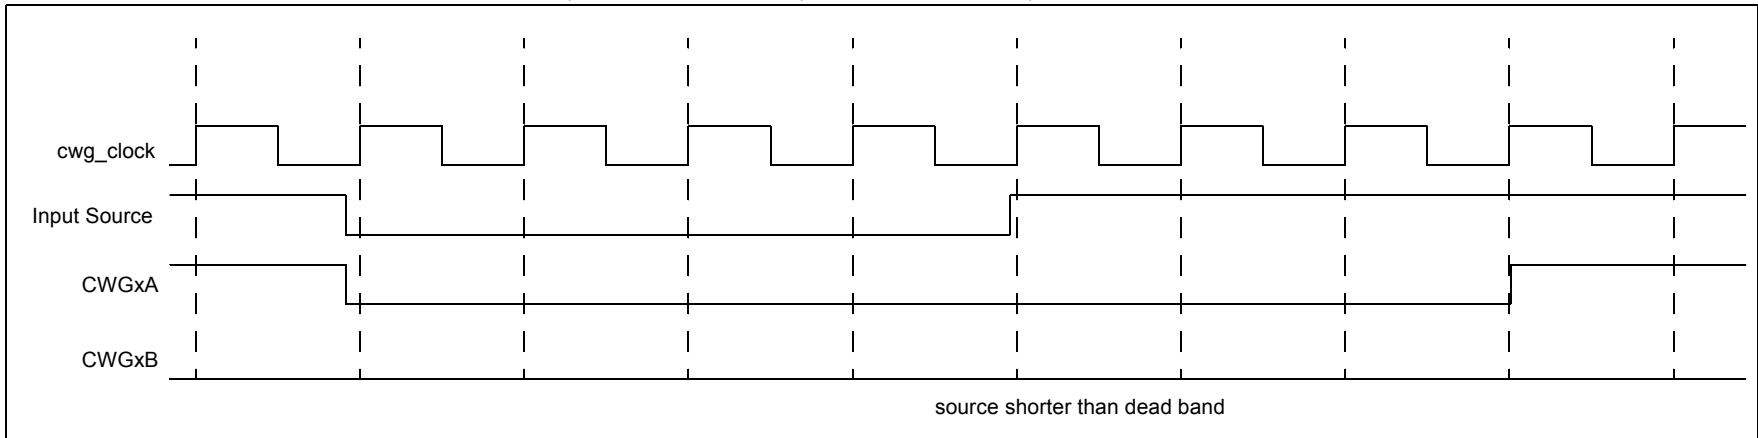 cwg_clock
Input Source
CWGxA
CWGxB
source shorter than dead band